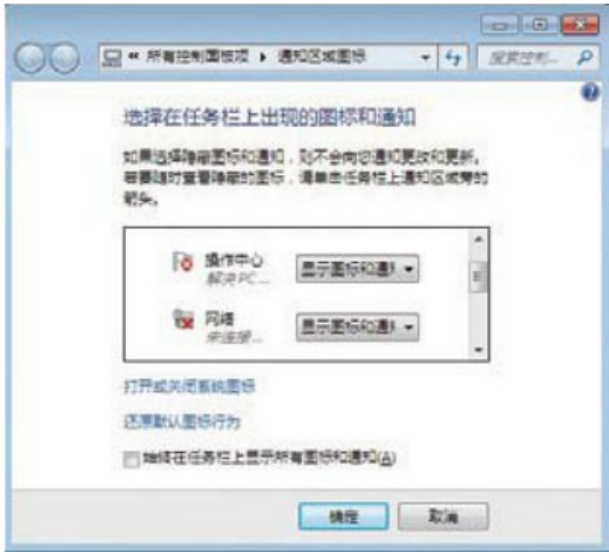 « 所有控制面板项 ▸ 通知区域图标
搜索控制...
选择在任务栏上出现的图标和通知
如果选择隐藏图标和通知，则不会向您通知更改和更新。
若要随时查看隐藏的图标，请单击任务栏上通知区域旁的
箭头。
操作中心
解决 PC ...
显示图标和通知
网络
未连接...
显示图标和通知
打开或关闭系统图标
还原默认图标行为
始终在任务栏上显示所有图标和通知(A)
确定
取消